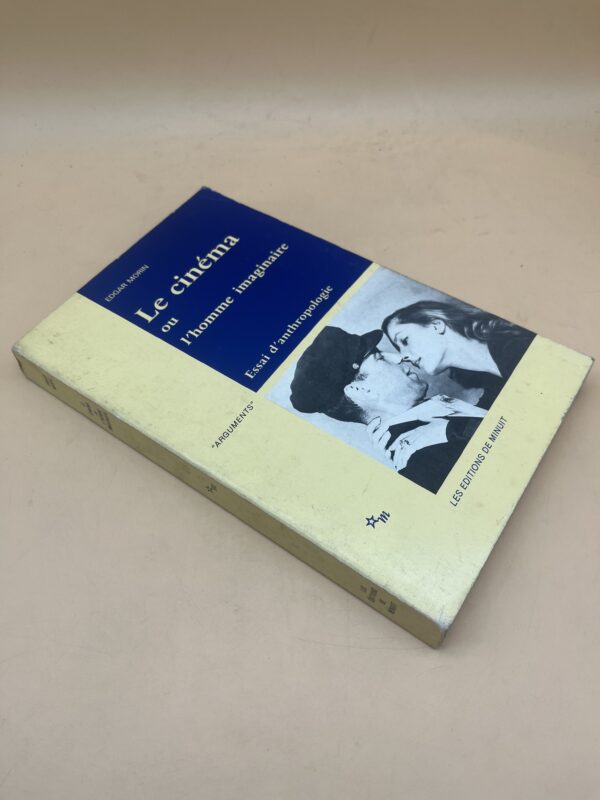 EDGAR MORIN
Le cinéma
ou
l'homme imaginaire
Essai d'anthropologie
"ARGUMENTS"
LES EDITIONS DE MINUIT
m